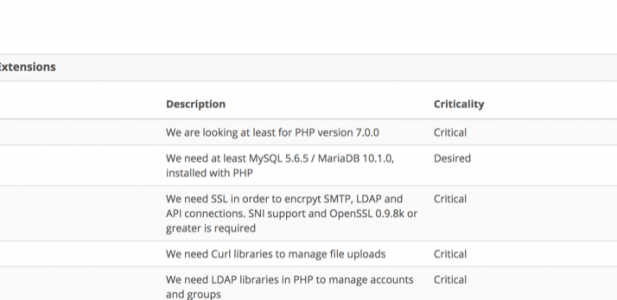 Extensions
Description Criticality
We are looking at least for PHP version 7.0.0 Critical
We need at least MySQL 5.6.5 / MariaDB 10.1.0, Desired
installed with PHP
We need SSL in order to encrpyt SMTP, LDAP and Critical
API connections. SNI support and OpenSSL 0.9.8k or
greater is required
We need Curl libraries to manage file uploads Critical
We need LDAP libraries in PHP to manage accounts Critical
and groups